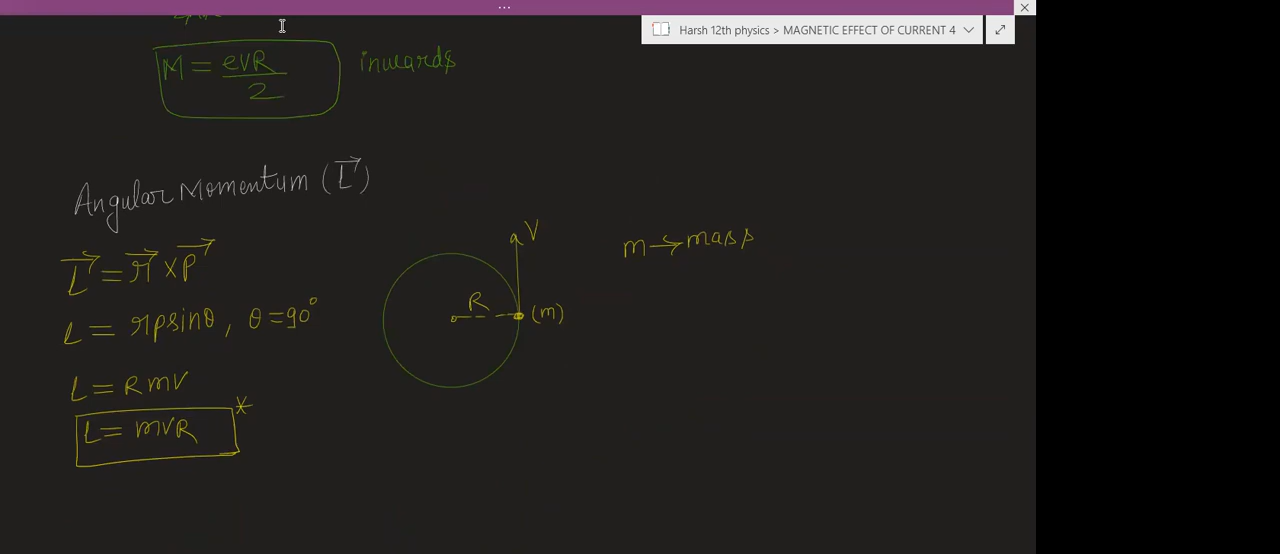 ...
Harsh 12th physics > MAGNETIC EFFECT OF CURRENT 4
M = eVR / 2 inwards
Angular Momentum (L⃗)
L⃗ = r⃗ × P⃗
L = rpsinθ, θ = 90°
L = RmV
L = mVR *
V
R
(m)
m → mass